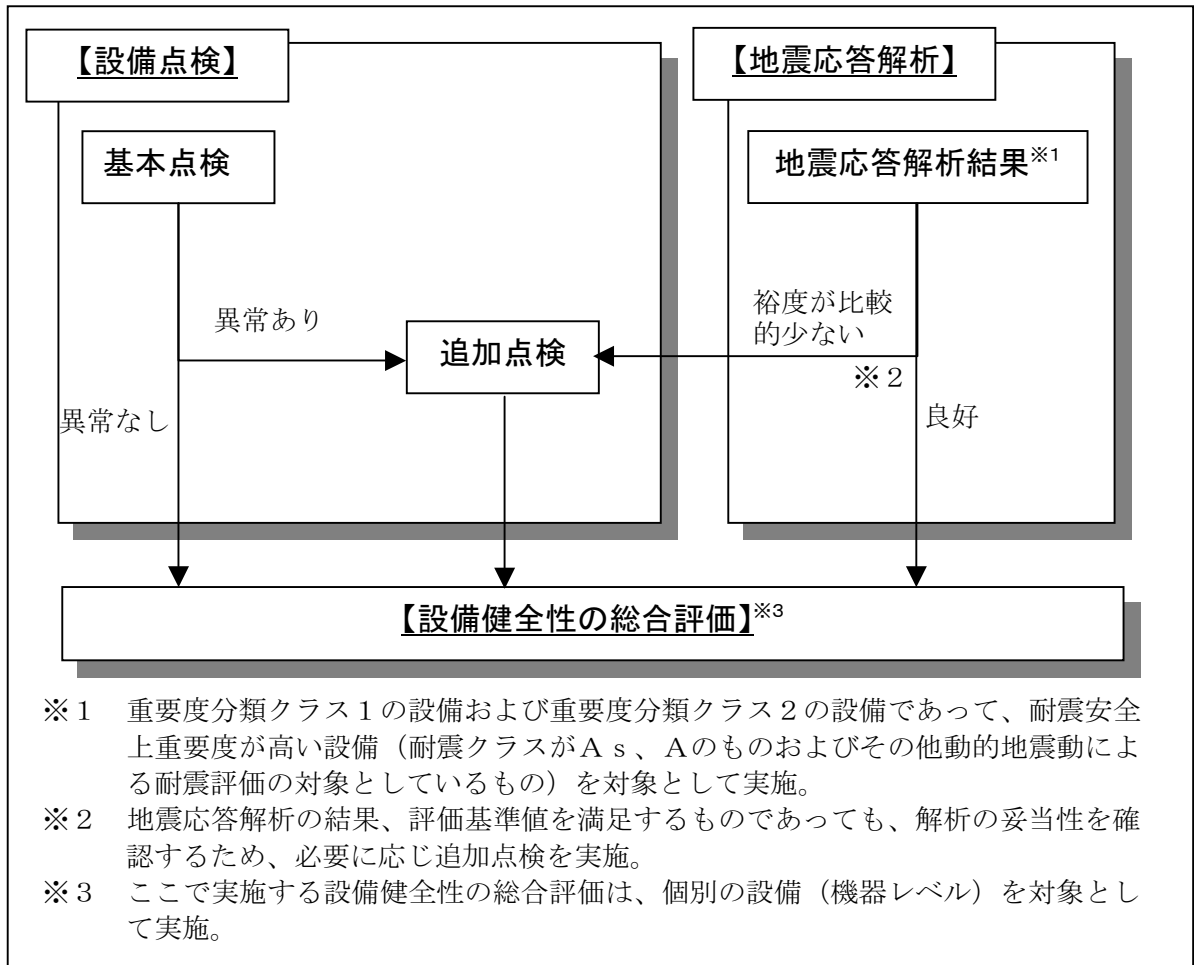 【設備点検】
【地震応答解析】
基本点検
地震応答解析結果※1
異常あり
追加点検
裕度が比較
的少ない
※２
異常なし
良好
【設備健全性の総合評価】※3
※１　重要度分類クラス１の設備および重要度分類クラス２の設備であって、耐震安全
上重要度が高い設備（耐震クラスがＡｓ、Ａのものおよびその他動的地震動によ
る耐震評価の対象としているもの）を対象として実施。
※２　地震応答解析の結果、評価基準値を満足するものであっても、解析の妥当性を確
認するため、必要に応じ追加点検を実施。
※３　ここで実施する設備健全性の総合評価は、個別の設備（機器レベル）を対象とし
て実施。